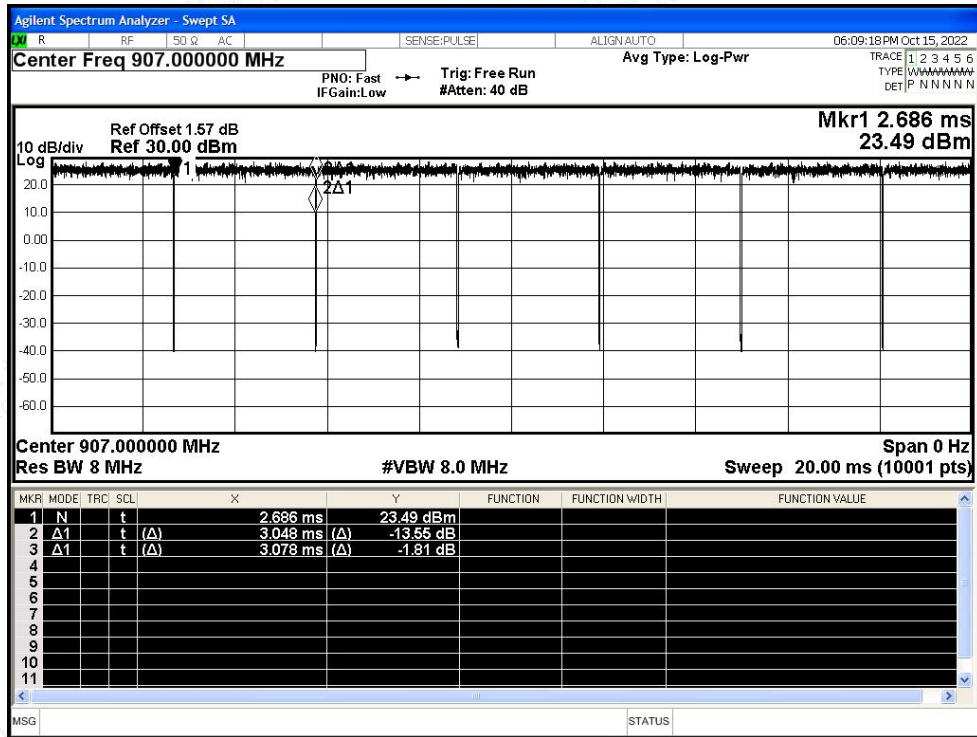 Agilent Spectrum Analyzer - Swept SA
LXI R RF 50 Ω AC SENSE:PULSE ALIGN AUTO 06:09:18 PM Oct 15, 2022
Center Freq 907.000000 MHz
PNO: Fast
IFGain:Low
Trig: Free Run
#Atten: 40 dB
Avg Type: Log-Pwr
TRACE 1 2 3 4 5 6
TYPE W
DET P N N N N N
Mkr1 2.686 ms
23.49 dBm
Ref Offset 1.57 dB
10 dB/div Ref 30.00 dBm
Log
1
2Δ1
20.0
10.0
0.00
-10.0
-20.0
-30.0
-40.0
-50.0
-60.0
Center 907.000000 MHz Span 0 Hz
Res BW 8 MHz #VBW 8.0 MHz Sweep 20.00 ms (10001 pts)
MKR MODE TRC SCL X Y FUNCTION FUNCTION WIDTH FUNCTION VALUE
1 N t 2.686 ms 23.49 dBm
2 Δ1 t (Δ) 3.048 ms (Δ) -13.55 dB
3 Δ1 t (Δ) 3.078 ms (Δ) -1.81 dB
4
5
6
7
8
9
10
11
MSG STATUS